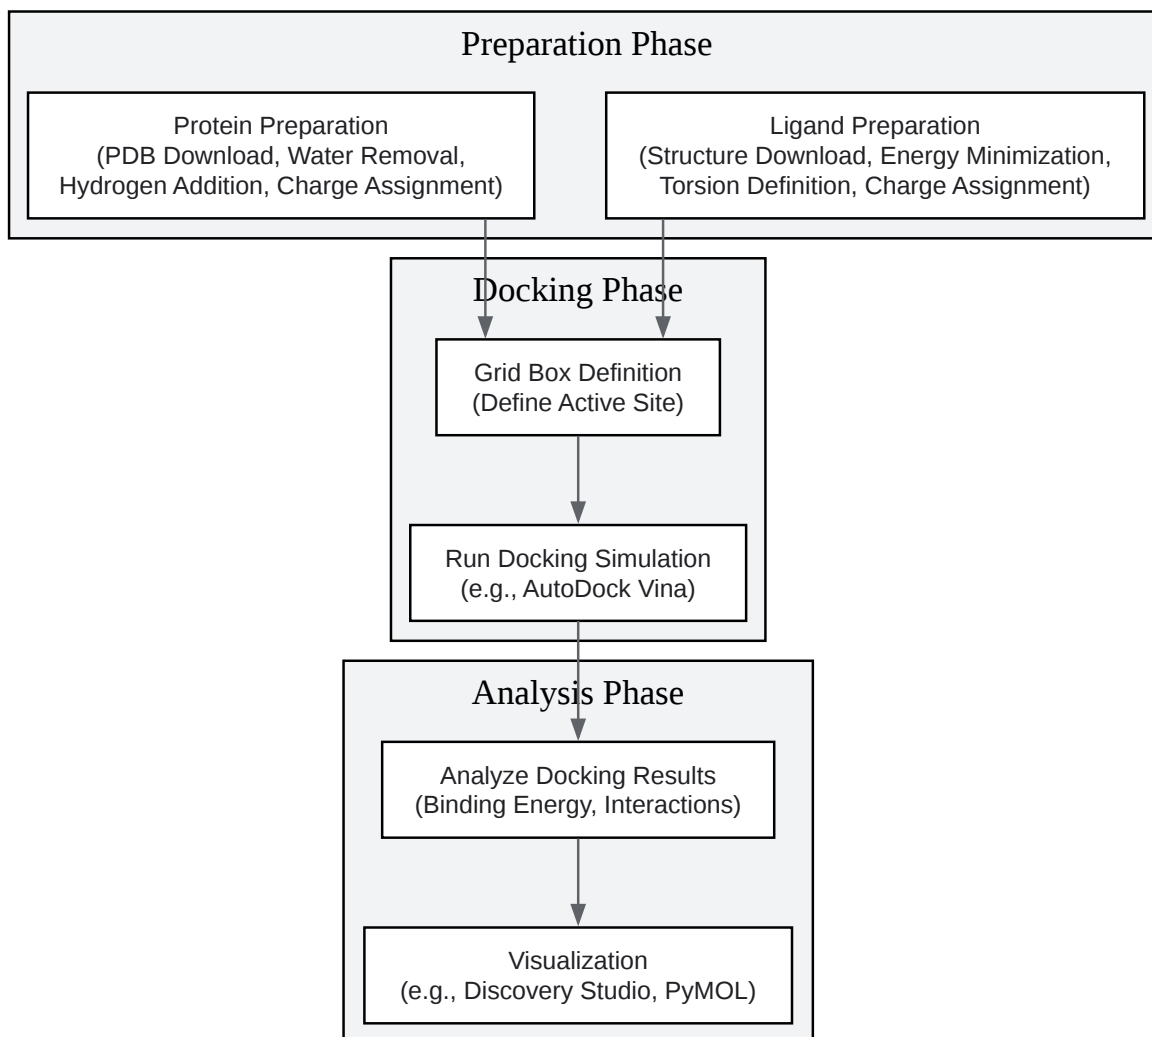 Preparation Phase
Protein Preparation
(PDB Download, Water Removal,
Hydrogen Addition, Charge Assignment)
Ligand Preparation
(Structure Download, Energy Minimization,
Torsion Definition, Charge Assignment)
Docking Phase
Grid Box Definition
(Define Active Site)
Run Docking Simulation
(e.g., AutoDock Vina)
Analysis Phase
Analyze Docking Results
(Binding Energy, Interactions)
Visualization
(e.g., Discovery Studio, PyMOL)